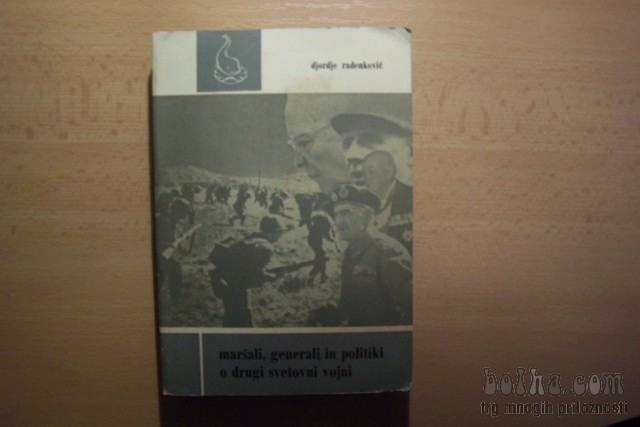 djordje radenković
maršali, generali in politiki
o drugi svetovni vojni
bolha.com
trg mnogih priložnosti